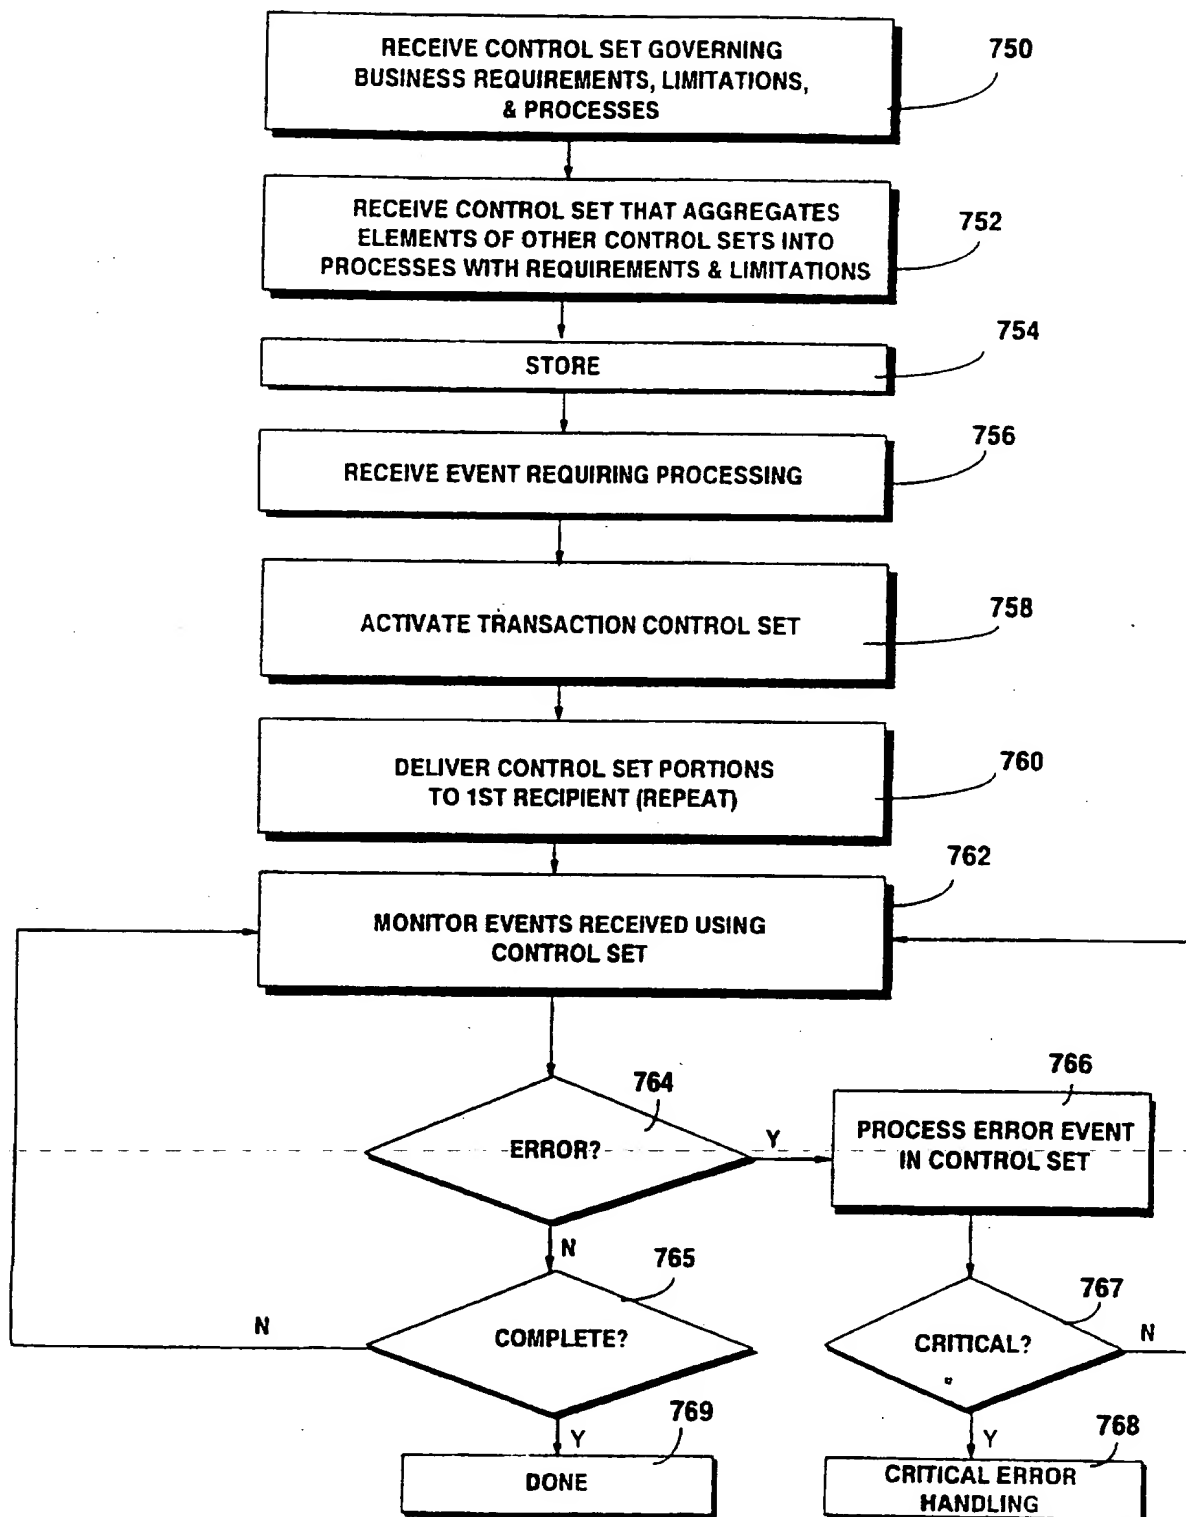 RECEIVE CONTROL SET GOVERNING
BUSINESS REQUIREMENTS, LIMITATIONS,
& PROCESSES
750
RECEIVE CONTROL SET THAT AGGREGATES
ELEMENTS OF OTHER CONTROL SETS INTO
PROCESSES WITH REQUIREMENTS & LIMITATIONS
752
STORE
754
RECEIVE EVENT REQUIRING PROCESSING
756
ACTIVATE TRANSACTION CONTROL SET
758
DELIVER CONTROL SET PORTIONS
TO 1ST RECIPIENT (REPEAT)
760
MONITOR EVENTS RECEIVED USING
CONTROL SET
762
ERROR?
764
Y
N
PROCESS ERROR EVENT
IN CONTROL SET
766
COMPLETE?
765
N
Y
CRITICAL?
767
N
Y
DONE
769
CRITICAL ERROR
HANDLING
768